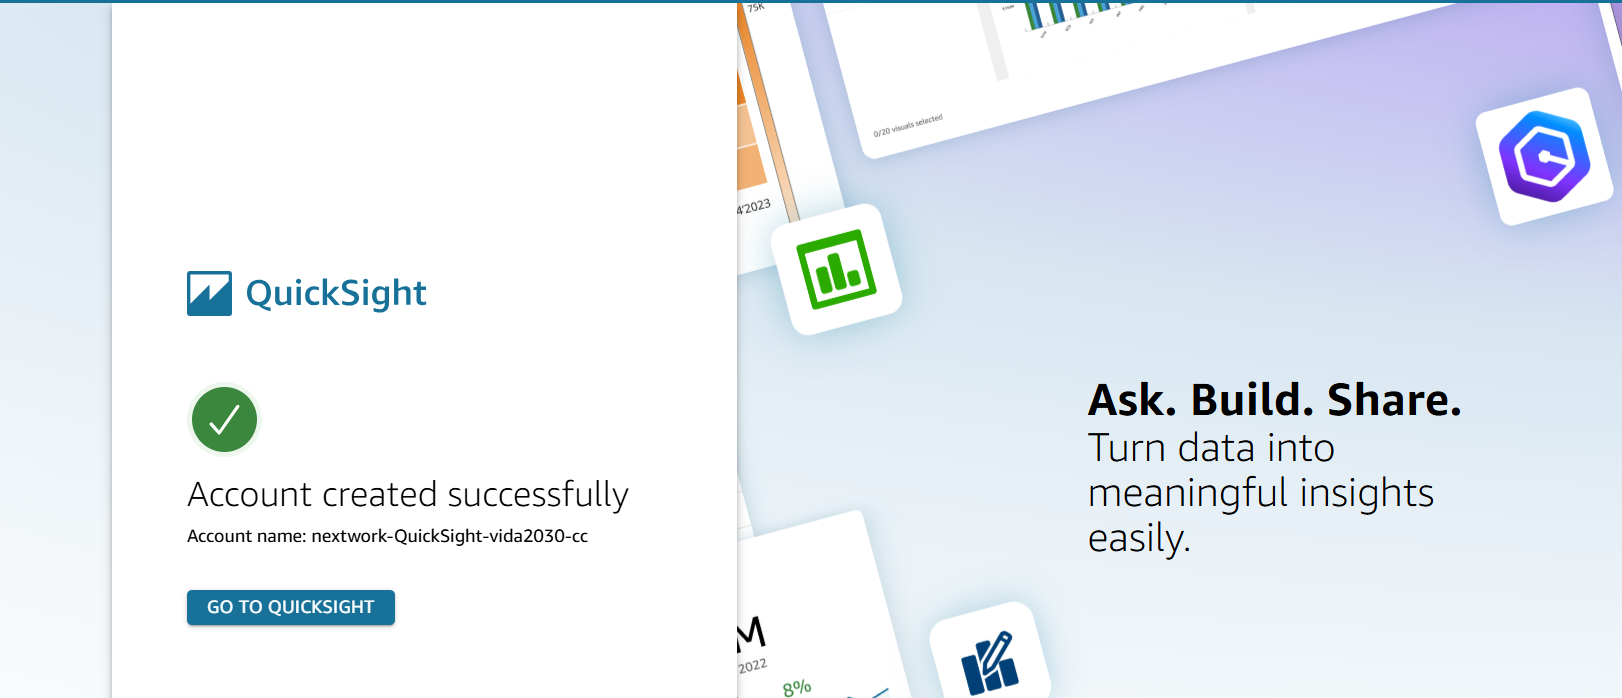 75K
0/20 visuals selected
4'2023
QuickSight
Ask. Build. Share.
Turn data into
meaningful insights
easily.
Account created successfully
Account name: nextwork-QuickSight-vida2030-cc
GO TO QUICKSIGHT
M
2022
8%